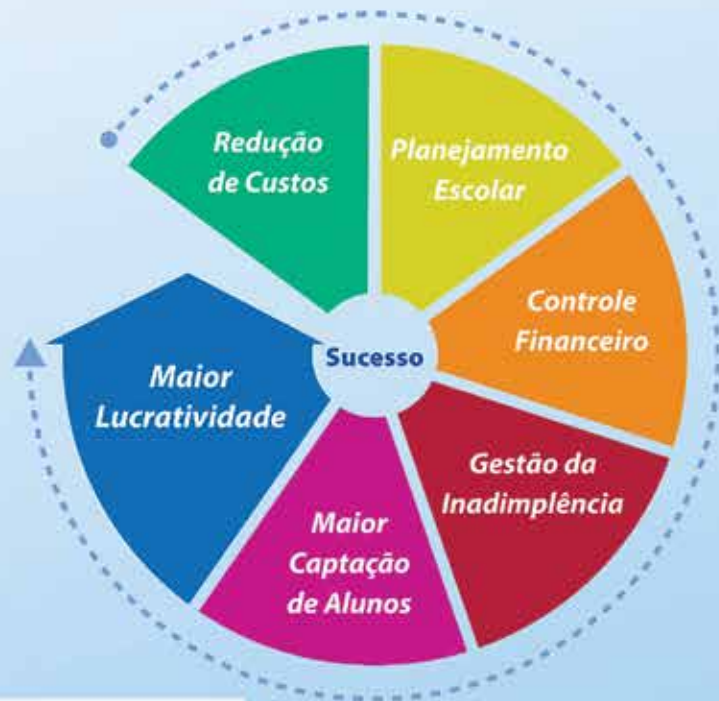 Redução
de Custos
Planejamento
Escolar
Controle
Financeiro
Gestão da
Inadimplência
Maior
Captação
de Alunos
Maior
Lucratividade
Sucesso